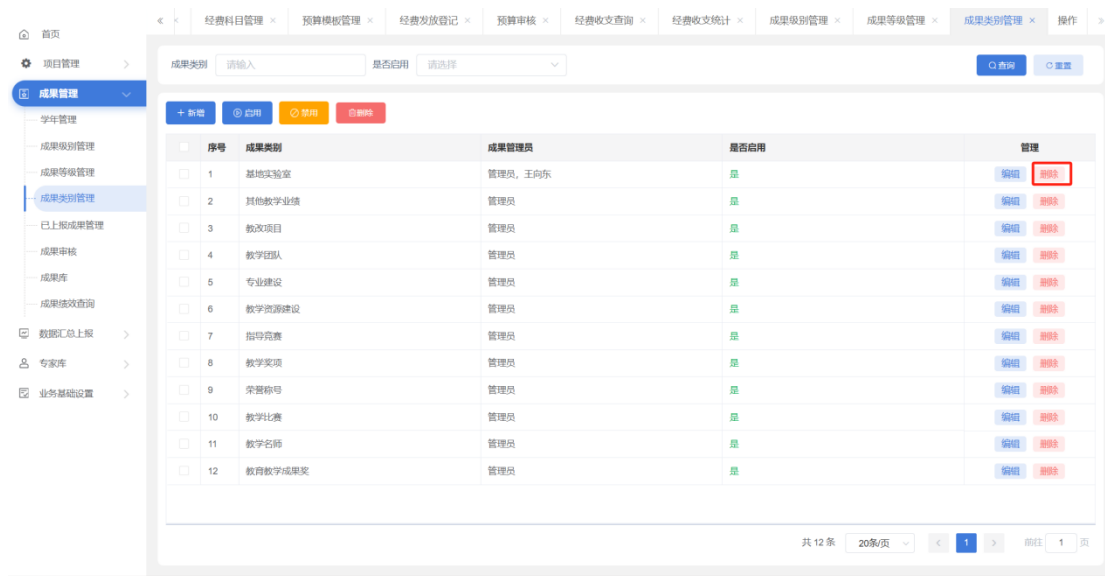 经费科目管理 × 预算模板管理 × 经费发放登记 × 预算审核 × 经费收支查询 × 经费收支统计 × 成果级别管理 × 成果等级管理 × 成果类别管理 × 操作
首页
项目管理
成果管理
学年管理
成果级别管理
成果等级管理
成果类别管理
已上报成果管理
成果审核
成果库
成果绩效查询
数据汇总上报
专家库
业务基础设置
成果类别 请输入 是否启用 请选择 查询 重置
+ 新增 启用 禁用 删除
序号 成果类别 成果管理员 是否启用 管理
1 基地实验室 管理员，王向东 是 编辑 删除
2 其他教学业绩 管理员 是 编辑 删除
3 教改项目 管理员 是 编辑 删除
4 教学团队 管理员 是 编辑 删除
5 专业建设 管理员 是 编辑 删除
6 教学资源建设 管理员 是 编辑 删除
7 指导竞赛 管理员 是 编辑 删除
8 教学奖项 管理员 是 编辑 删除
9 荣誉称号 管理员 是 编辑 删除
10 教学比赛 管理员 是 编辑 删除
11 教学名师 管理员 是 编辑 删除
12 教育教学成果奖 管理员 是 编辑 删除
共 12 条 20条/页 < 1 > 前往 1 页